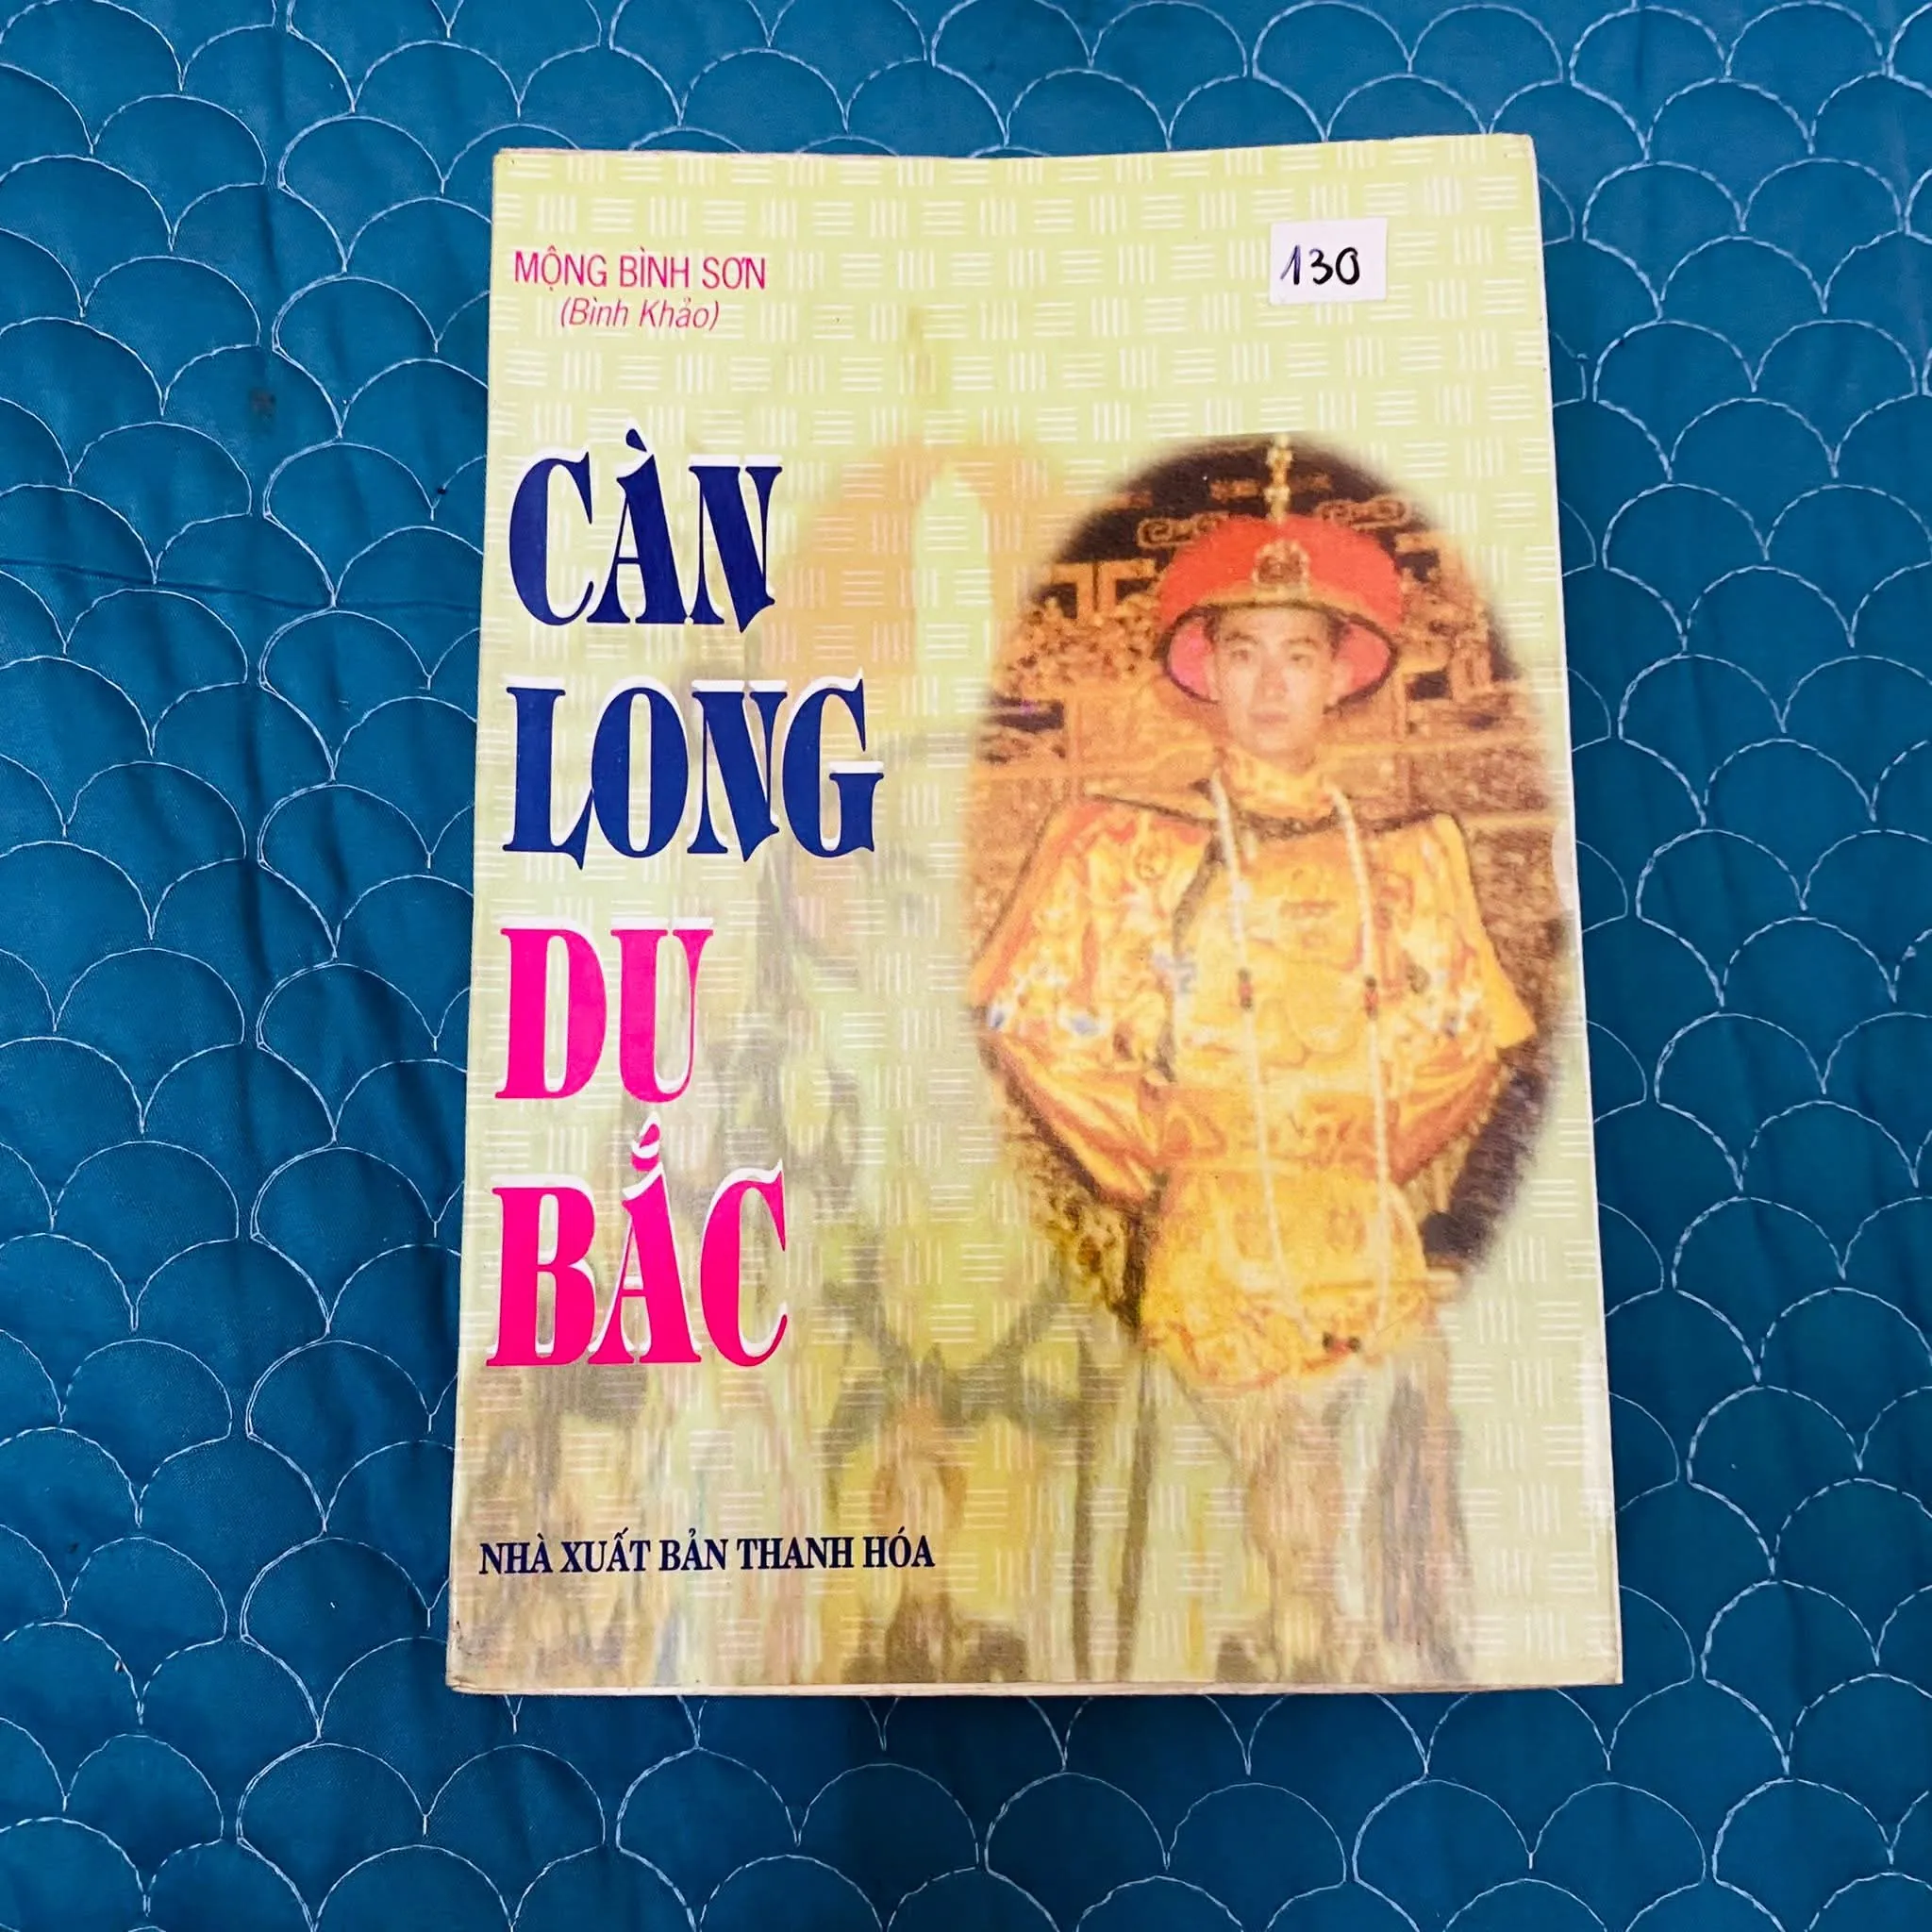 MỘNG BÌNH SƠN
(Bình Khảo)
130
CÀN
LONG
DU
BẮC
NHÀ XUẤT BẢN THANH HÓA